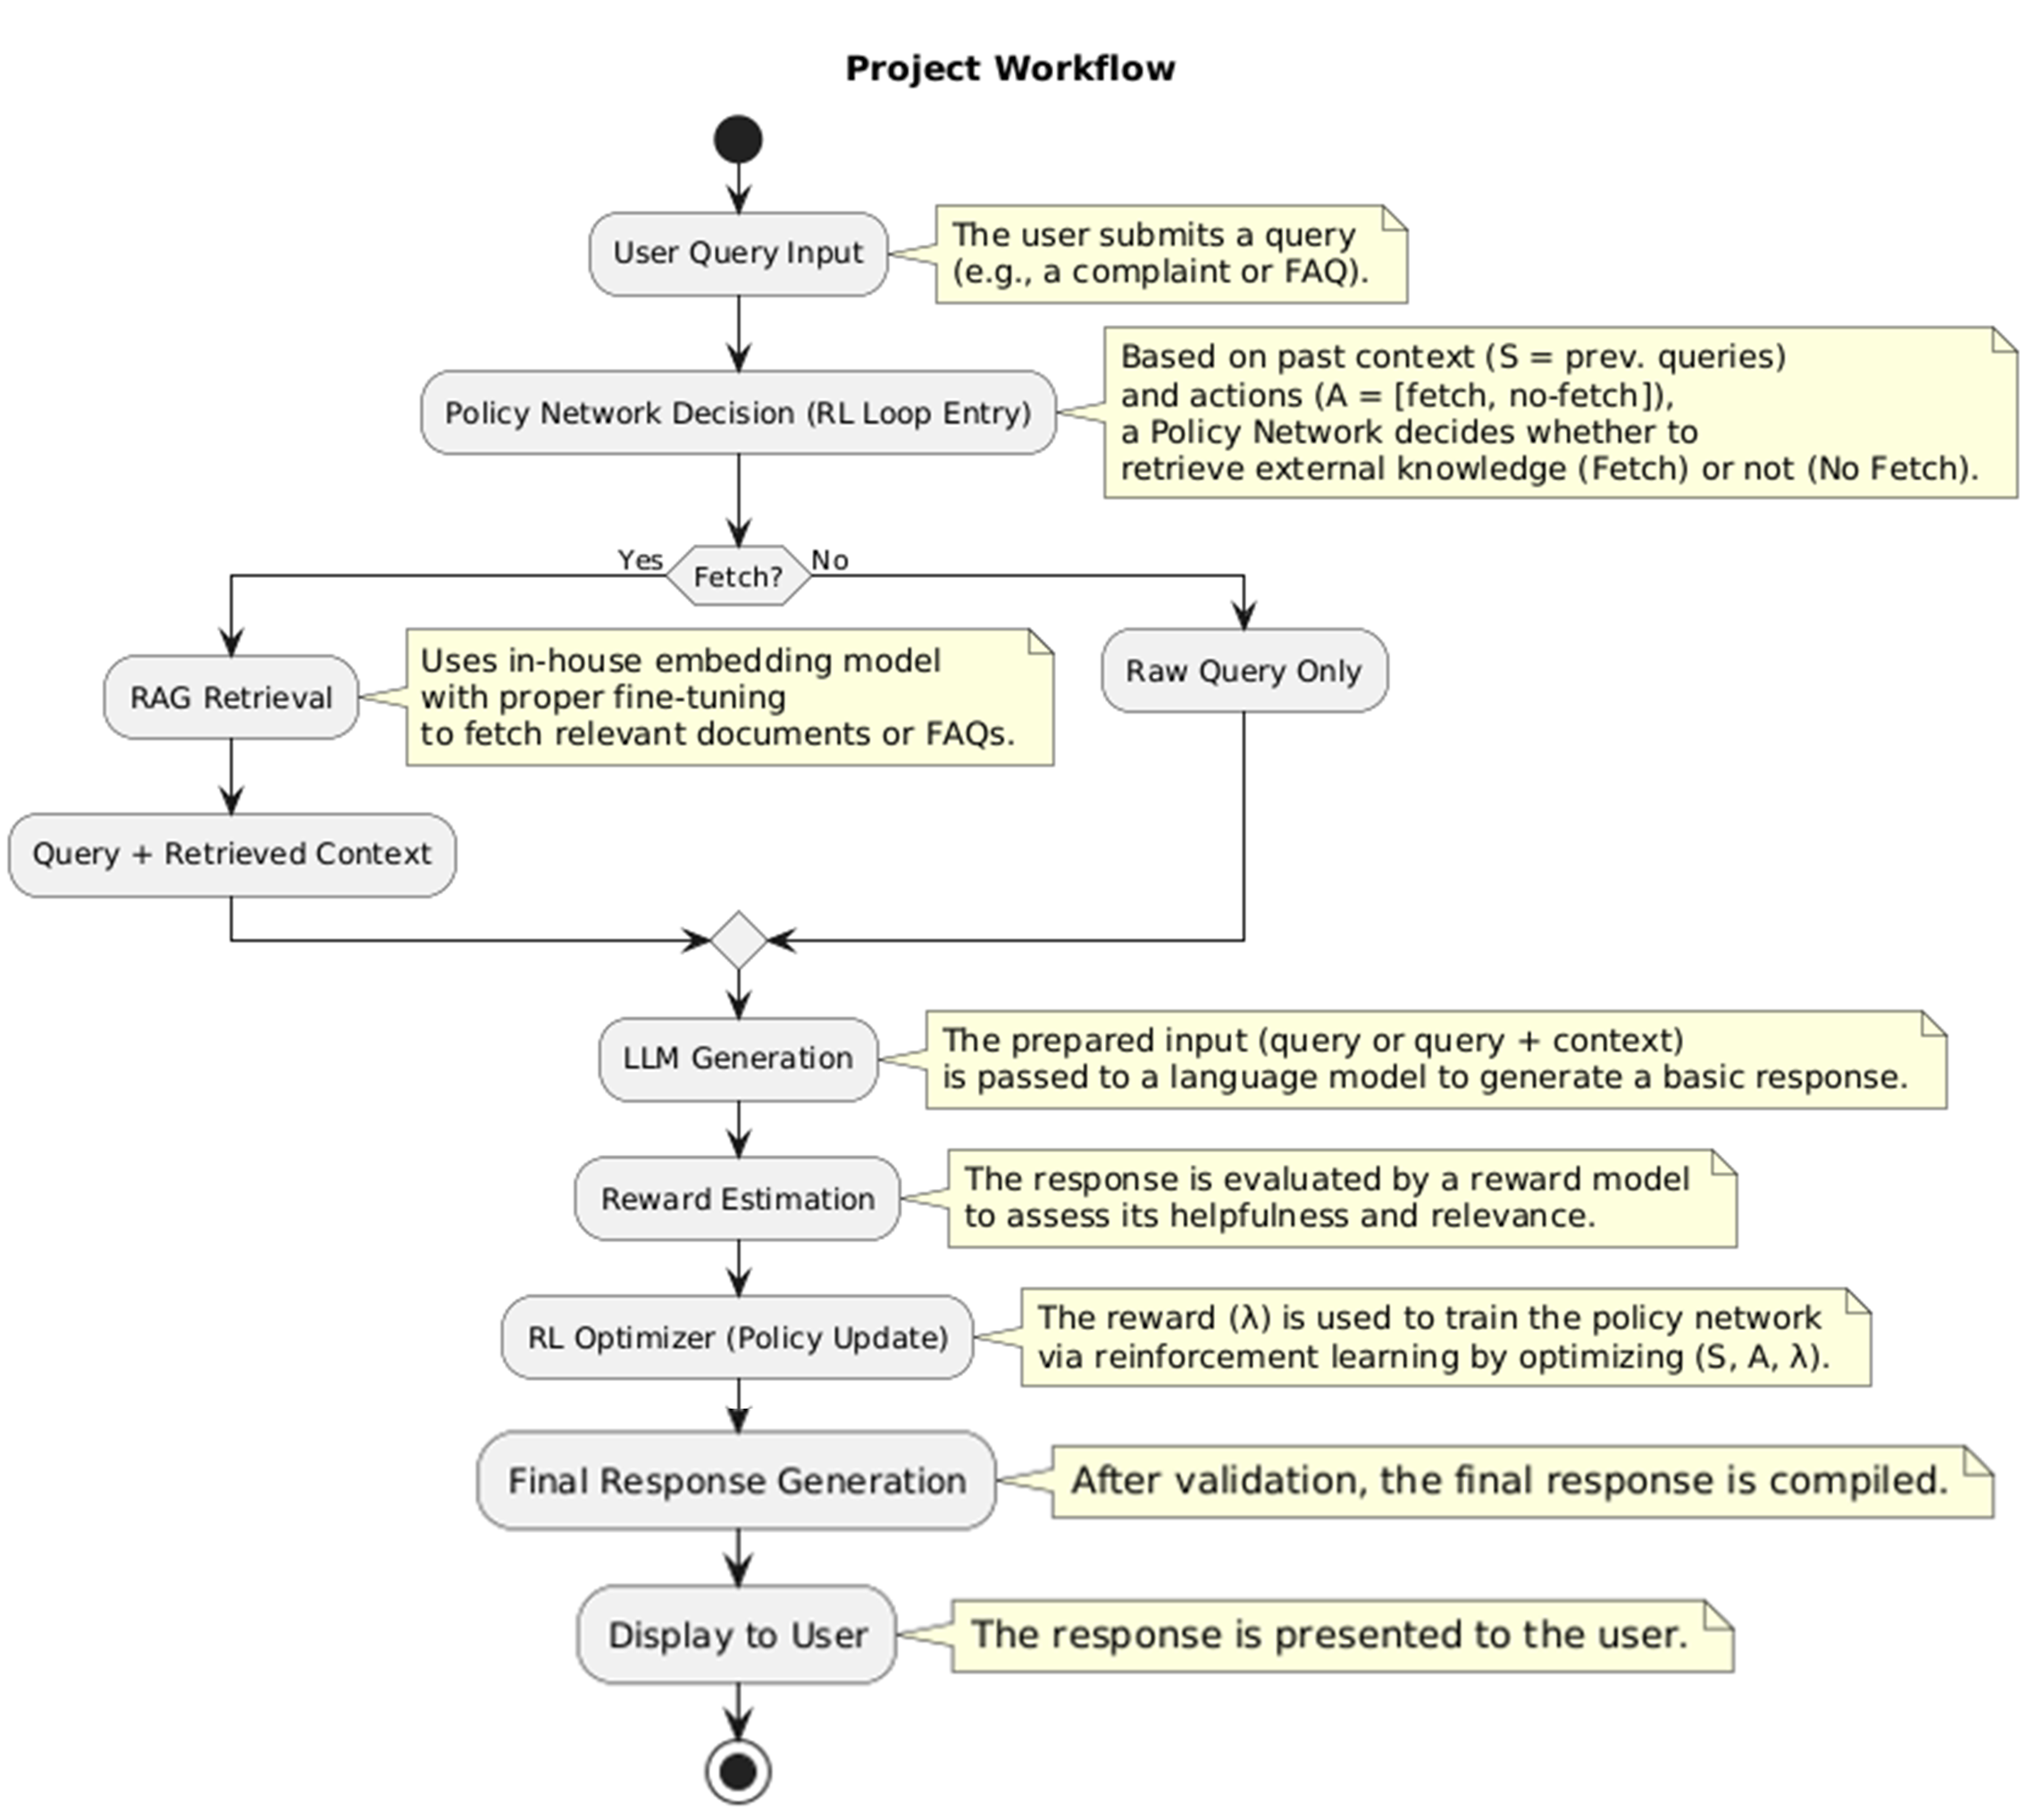 Project Workflow
User Query Input
The user submits a query
(e.g., a complaint or FAQ).
Policy Network Decision (RL Loop Entry)
Based on past context (S = prev. queries)
and actions (A = [fetch, no-fetch]),
a Policy Network decides whether to
retrieve external knowledge (Fetch) or not (No Fetch).
Yes
Fetch?
No
RAG Retrieval
Uses in-house embedding model
with proper fine-tuning
to fetch relevant documents or FAQs.
Raw Query Only
Query + Retrieved Context
LLM Generation
The prepared input (query or query + context)
is passed to a language model to generate a basic response.
Reward Estimation
The response is evaluated by a reward model
to assess its helpfulness and relevance.
RL Optimizer (Policy Update)
The reward (λ) is used to train the policy network
via reinforcement learning by optimizing (S, A, λ).
Final Response Generation
After validation, the final response is compiled.
Display to User
The response is presented to the user.